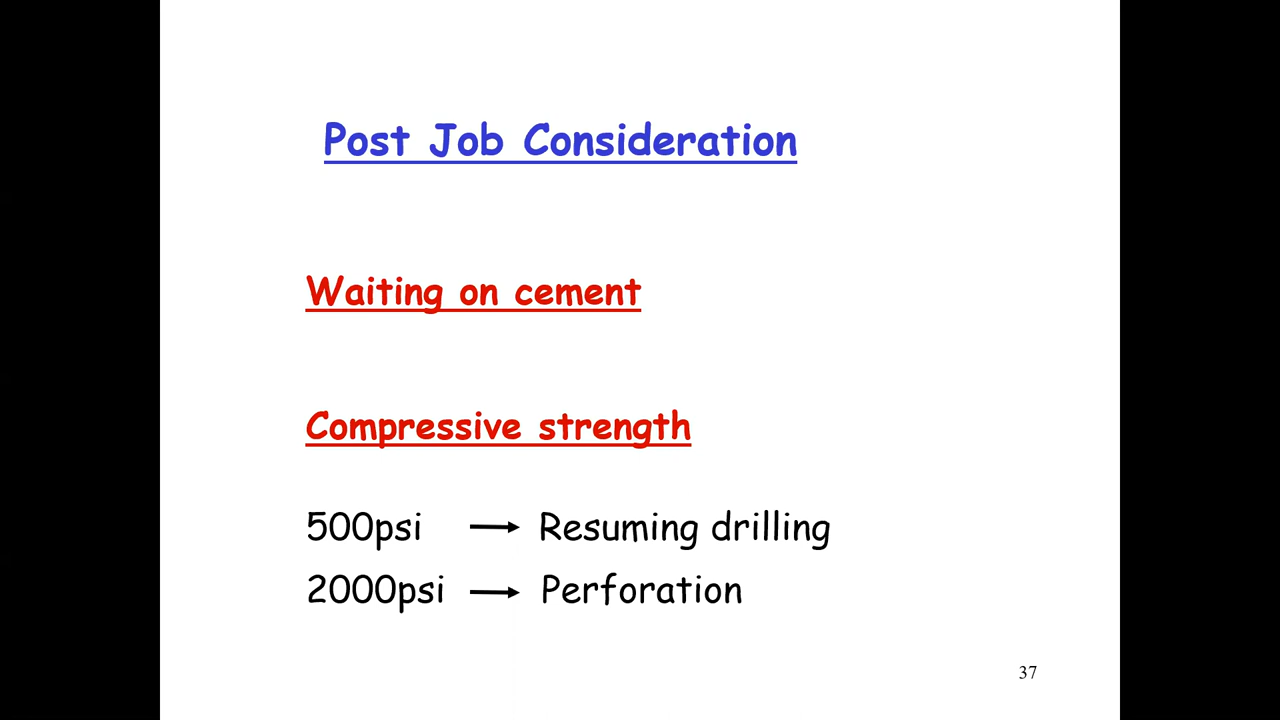 Post Job Consideration
Waiting on cement
Compressive strength
500psi → Resuming drilling
2000psi → Perforation
37